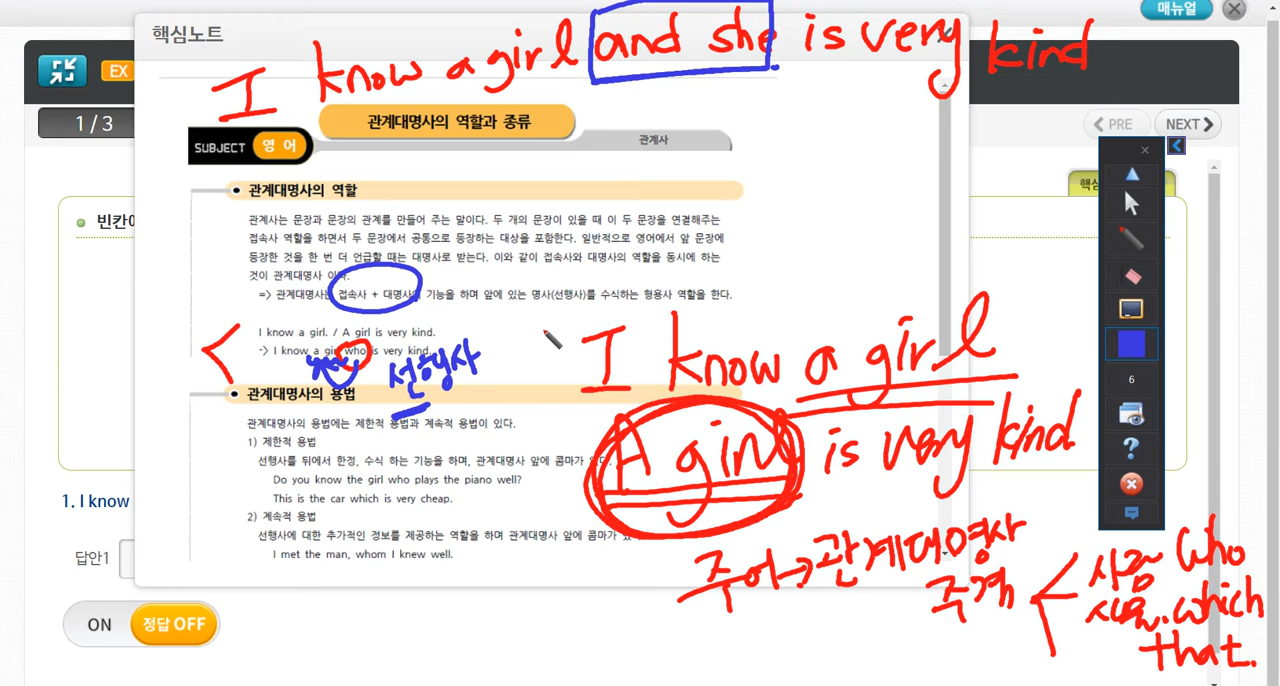 매뉴얼
핵심노트
I know a girl and she is very kind
EX
1 / 3
관계대명사의 역할과 종류
SUBJECT 영 어
관계사
PRE
NEXT
관계대명사의 역할
핵심
빈칸에
관계사는 문장과 문장의 관계를 만들어 주는 말이다. 두 개의 문장이 있을 때 이 두 문장을 연결해주는
접속사 역할을 하면서 두 문장에서 공통으로 등장하는 대상을 포함한다. 일반적으로 영어에서 앞 문장에
등장한 것을 한 번 더 언급할 때는 대명사로 받는다. 이와 같이 접속사와 대명사의 역할을 동시에 하는
것이 관계대명사 이다.
=> 관계대명사는 접속사 + 대명사의 기능을 하며 앞에 있는 명사(선행사)를 수식하는 형용사 역할을 한다.
I know a girl. / A girl is very kind.
-> I know a girl who is very kind.
선행사
I know a girl
6
관계대명사의 용법
A girl is very kind
관계대명사의 용법에는 제한적 용법과 계속적 용법이 있다.
1) 제한적 용법
선행사를 뒤에서 한정, 수식 하는 기능을 하며, 관계대명사 앞에 콤마가 없다.
Do you know the girl who plays the piano well?
This is the car which is very cheap.
2) 계속적 용법
선행사에 대한 추가적인 정보를 제공하는 역할을 하며 관계대명사 앞에 콤마가 있
I met the man, whom I knew well.
1. I know
답안1
주어→관계대명사
주격
사람 who
사물. which
that.
ON 정답 OFF